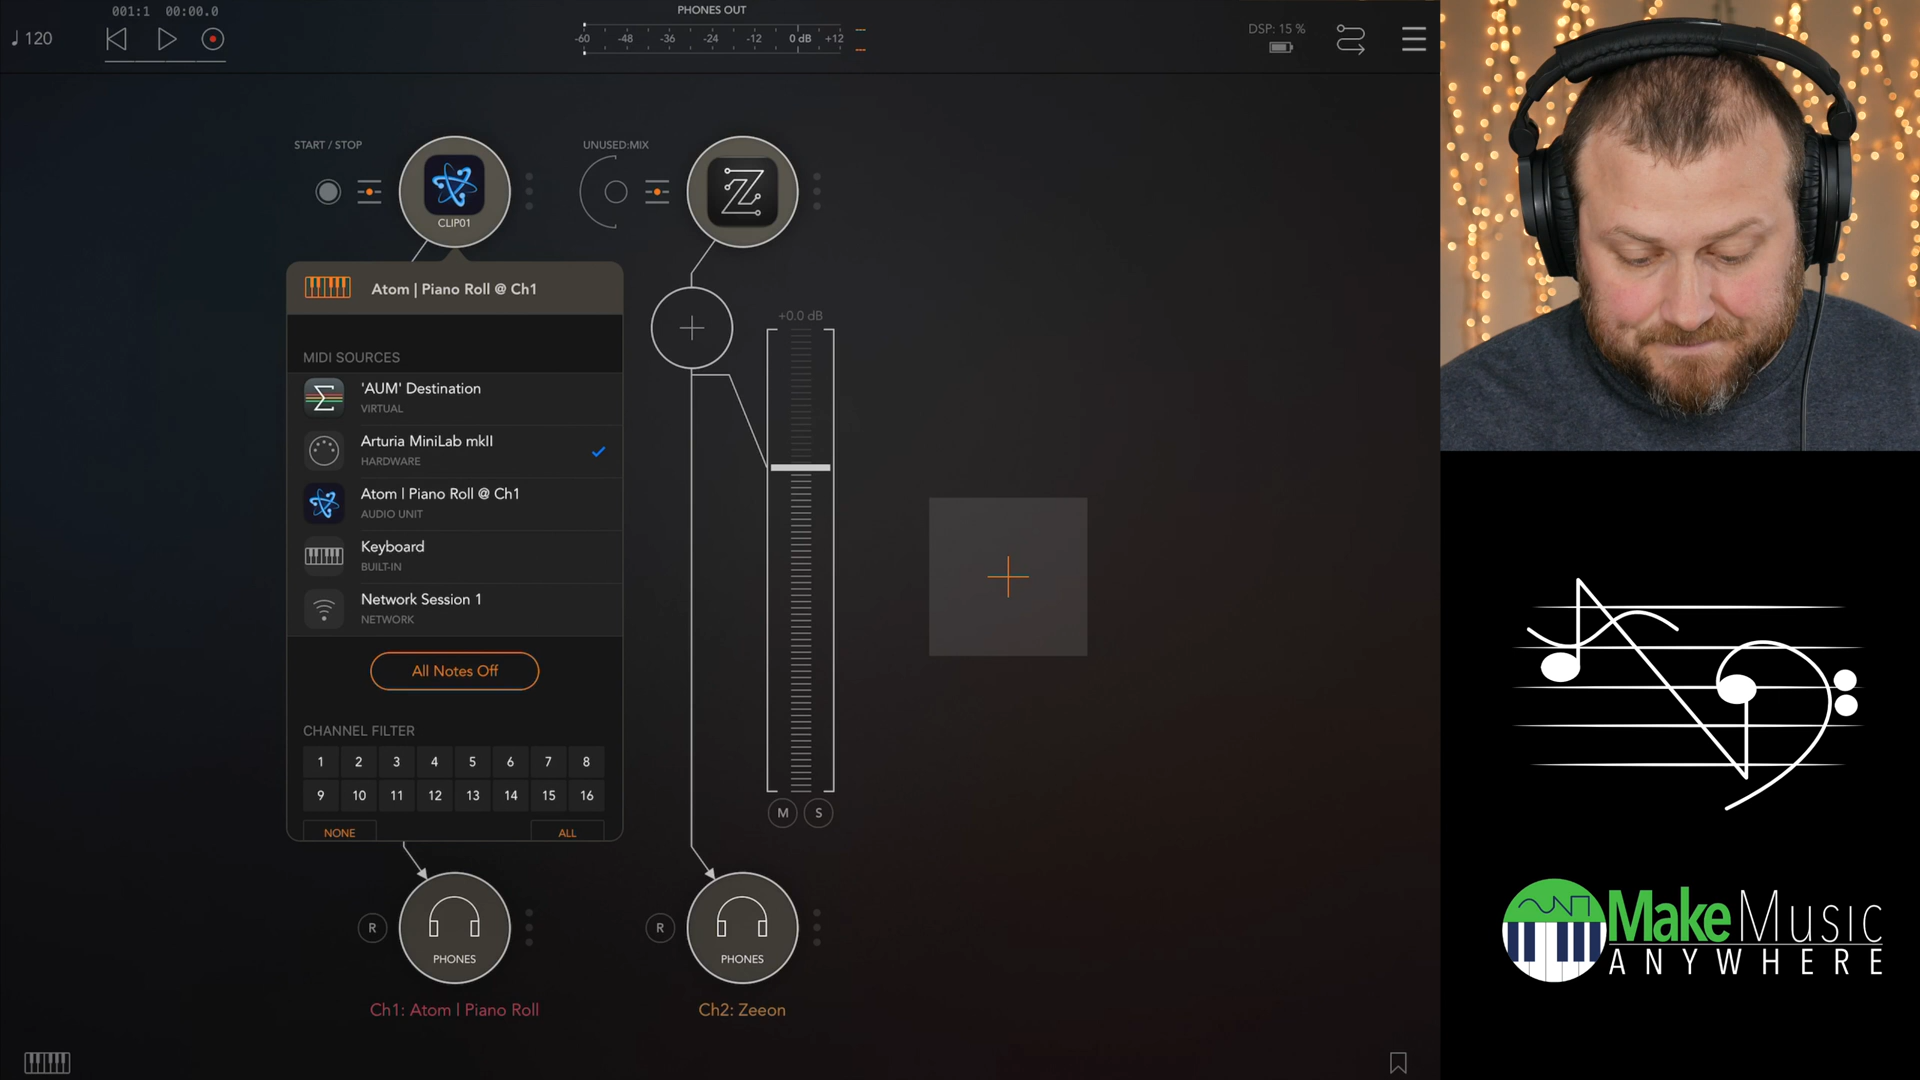 001:1 00:00.0
120
PHONES OUT
-60 -48 -36 -24 -12 0 dB +12
DSP: 15 %
START / STOP
CLIP01
UNUSED:MIX
Z
Atom | Piano Roll @ Ch1
MIDI SOURCES
'AUM' Destination
VIRTUAL
Arturia MiniLab mkII
HARDWARE
Atom | Piano Roll @ Ch1
AUDIO UNIT
Keyboard
BUILT-IN
Network Session 1
NETWORK
All Notes Off
CHANNEL FILTER
1 2 3 4 5 6 7 8
9 10 11 12 13 14 15 16
NONE ALL
+0.0 dB
M S
R
PHONES
R
PHONES
Ch1: Atom | Piano Roll
Ch2: Zeeon
Make Music
ANYWHERE